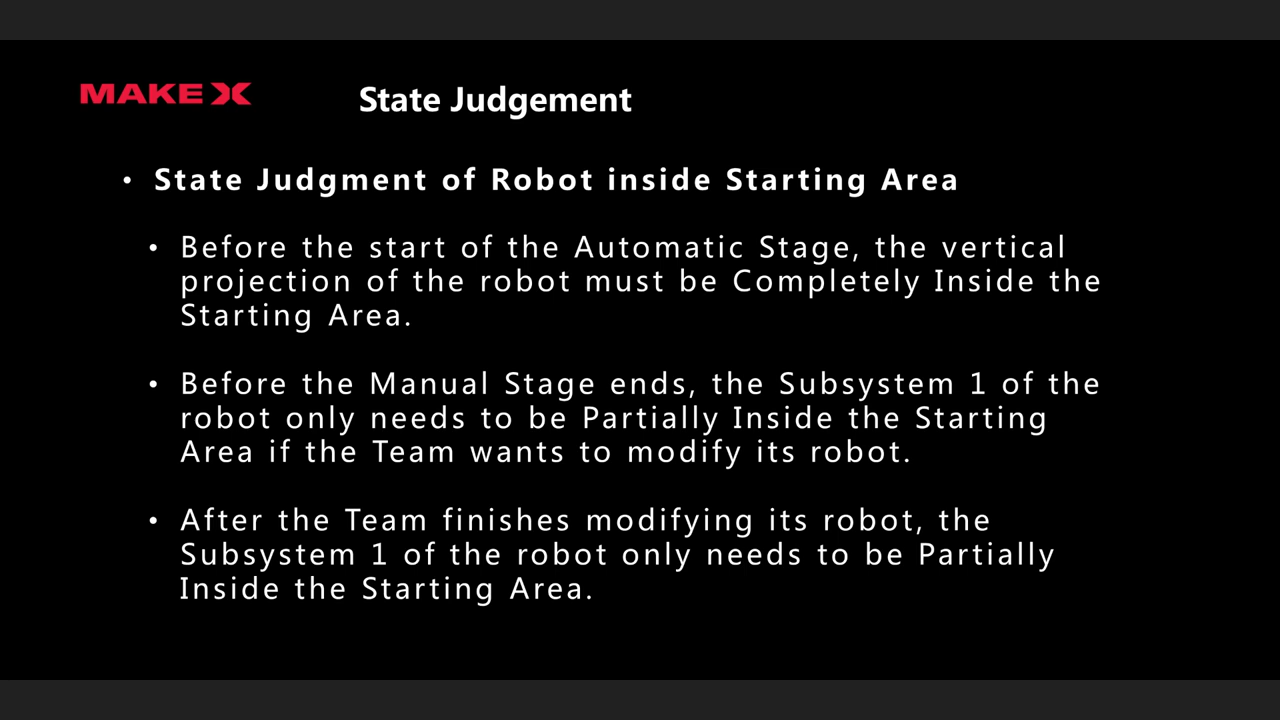 MAKEX
State Judgement
• State Judgment of Robot inside Starting Area
• Before the start of the Automatic Stage, the vertical
projection of the robot must be Completely Inside the
Starting Area.
• Before the Manual Stage ends, the Subsystem 1 of the
robot only needs to be Partially Inside the Starting
Area if the Team wants to modify its robot.
• After the Team finishes modifying its robot, the
Subsystem 1 of the robot only needs to be Partially
Inside the Starting Area.